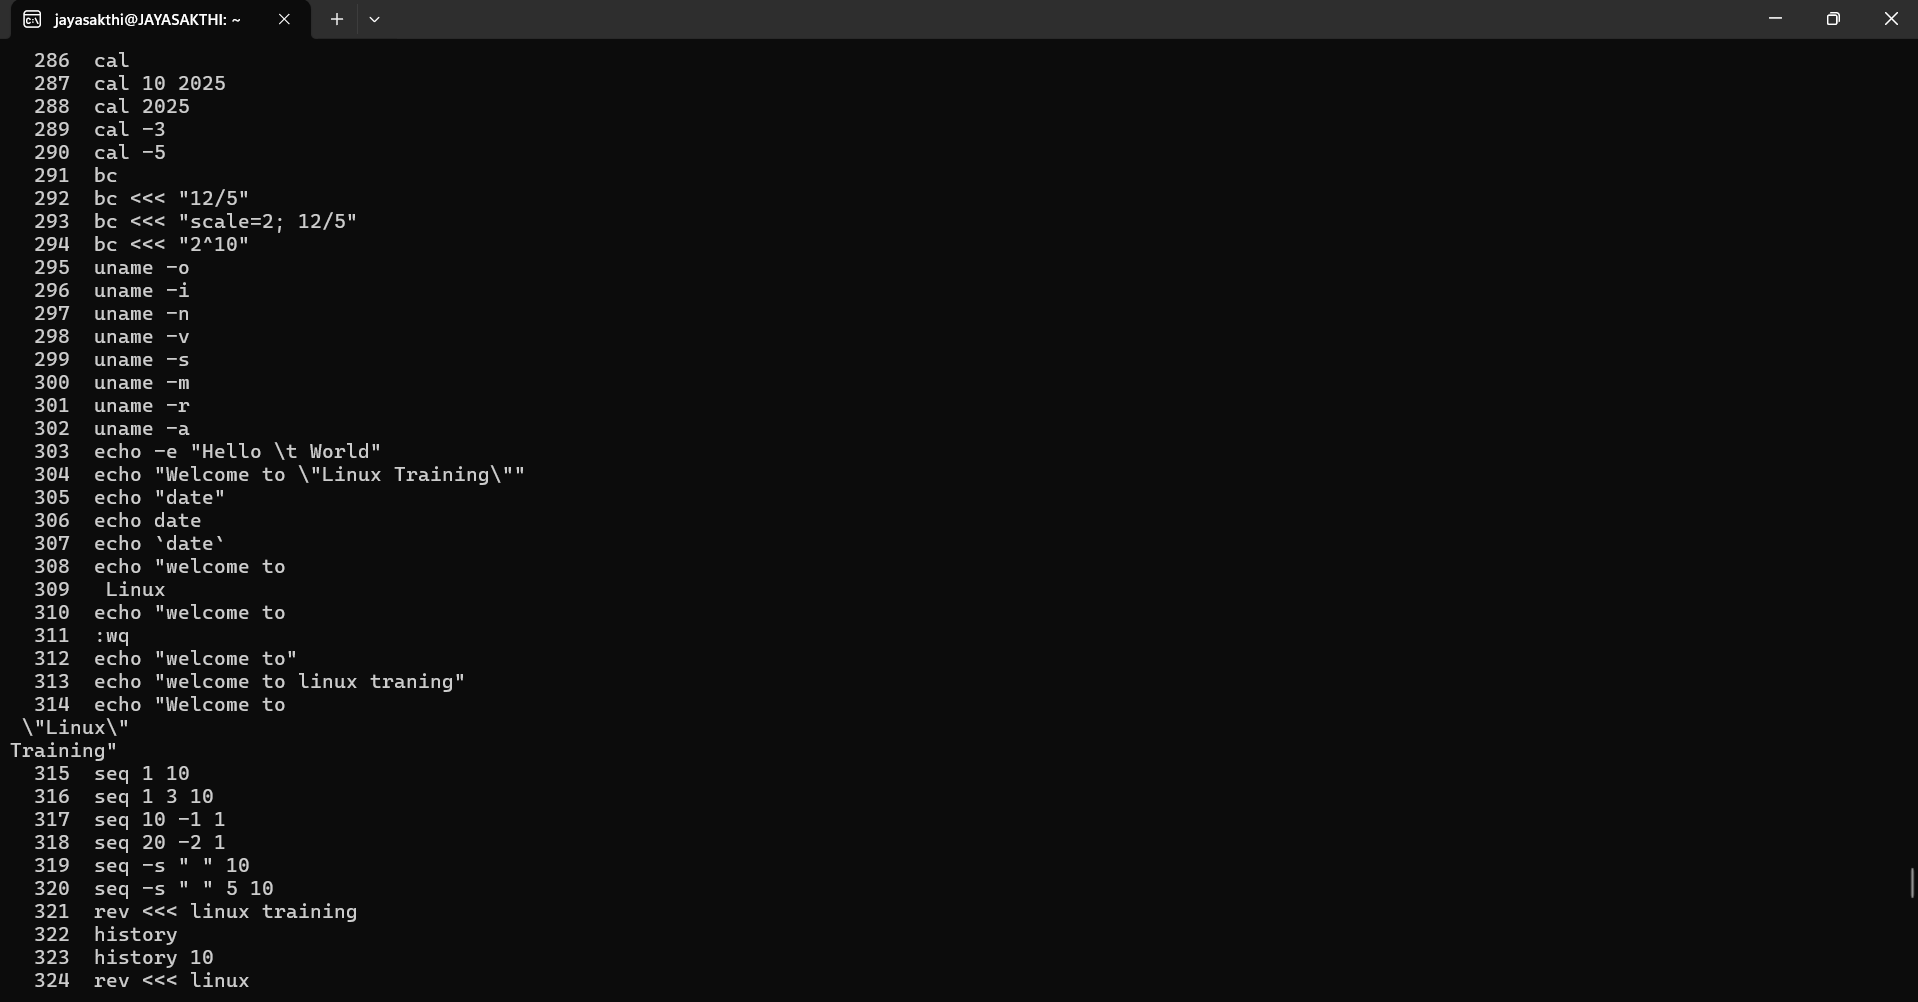 jayasakthi@JAYASAKTHI: ~
286 cal
287 cal 10 2025
288 cal 2025
289 cal -3
290 cal -5
291 bc
292 bc <<< "12/5"
293 bc <<< "scale=2; 12/5"
294 bc <<< "2^10"
295 uname -o
296 uname -i
297 uname -n
298 uname -v
299 uname -s
300 uname -m
301 uname -r
302 uname -a
303 echo -e "Hello \t World"
304 echo "Welcome to \"Linux Training\""
305 echo "date"
306 echo date
307 echo `date`
308 echo "welcome to
309  Linux
310 echo "welcome to
311 :wq
312 echo "welcome to"
313 echo "welcome to linux traning"
314 echo "Welcome to
\"Linux\"
Training"
315 seq 1 10
316 seq 1 3 10
317 seq 10 -1 1
318 seq 20 -2 1
319 seq -s " " 10
320 seq -s " " 5 10
321 rev <<< linux training
322 history
323 history 10
324 rev <<< linux